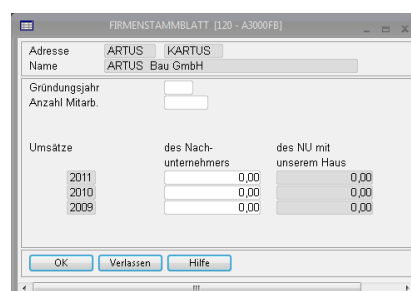 FIRMENSTAMMBLATT [120 - A3000FB]
Adresse ARTUS KARTUS
Name ARTUS Bau GmbH
Gründungsjahr
Anzahl Mitarb.
Umsätze des Nach- des NU mit
unternehmers unserem Haus
2011 0,00 0,00
2010 0,00 0,00
2009 0,00 0,00
OK Verlassen Hilfe